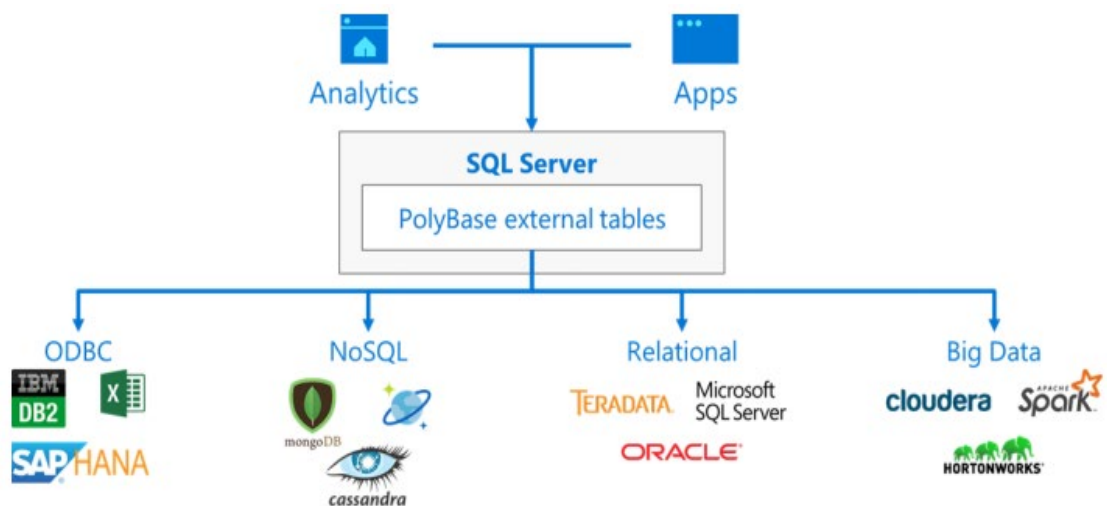 Analytics
Apps
SQL Server
PolyBase external tables
ODBC
NoSQL
Relational
Big Data
IBM
DB2
X
SAP HANA
mongoDB
cassandra
TERADATA.
Microsoft
SQL Server
ORACLE®
cloudera
APACHE
Spark™
HORTONWORKS®